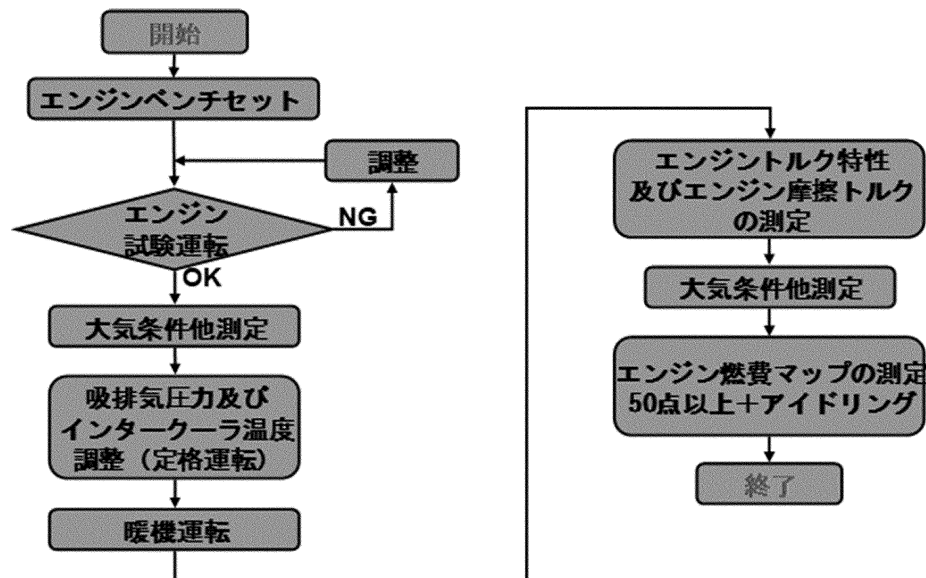 開始
エンジンベンチセット
調整
エンジン
試験運転
NG
OK
大気条件他測定
吸排気圧力及び
インタークーラ温度
調整（定格運転）
暖機運転
エンジントルク特性
及びエンジン摩擦トルク
の測定
大気条件他測定
エンジン燃費マップの測定
50点以上＋アイドリング
終了